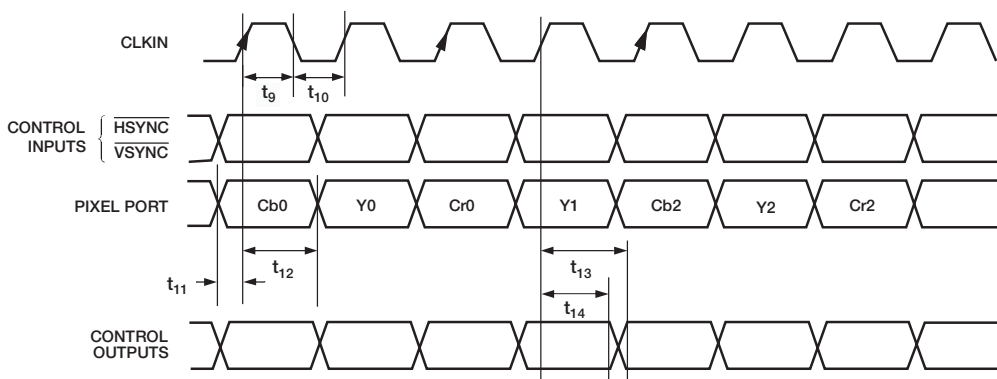 CLKIN
t9
t10
CONTROL
INPUTS
HSYNC
VSYNC
PIXEL PORT
Cb0
Y0
Cr0
Y1
Cb2
Y2
Cr2
t11
t12
t13
t14
CONTROL
OUTPUTS